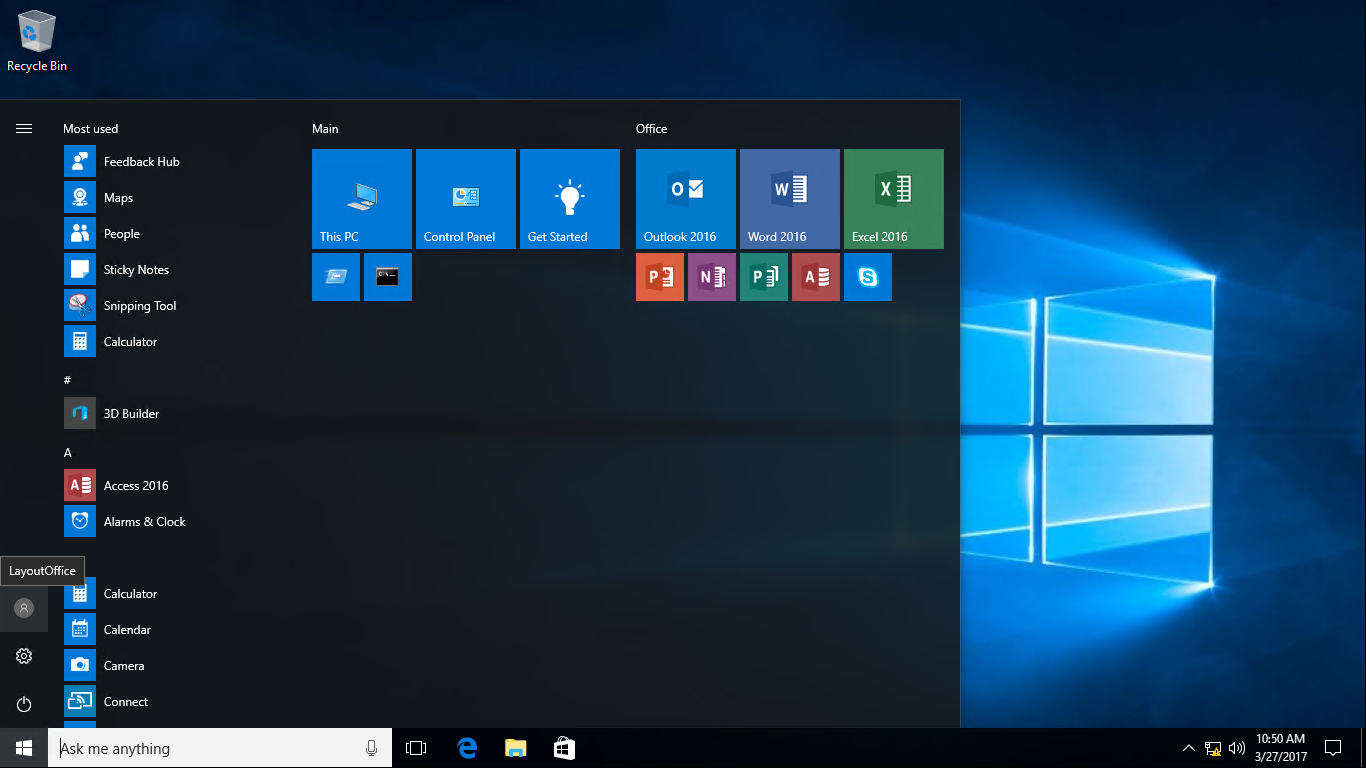 Recycle Bin
Most used
Feedback Hub
Maps
People
Sticky Notes
Snipping Tool
Calculator
#
3D Builder
A
Access 2016
Alarms & Clock
LayoutOffice
Calculator
Calendar
Camera
Connect
Main
This PC
Control Panel
Get Started
C:\.
Office
O
Outlook 2016
W
Word 2016
X
Excel 2016
P
N
P
A
S
A
Ask me anything
10:50 AM
3/27/2017